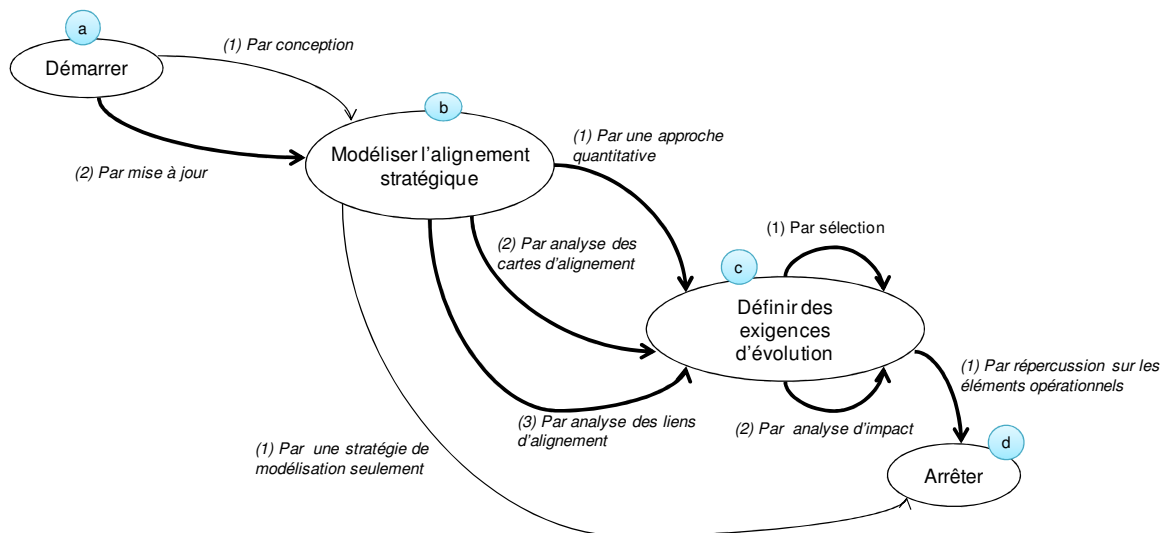 a
Démarrer
(1) Par conception
(2) Par mise à jour
b
Modéliser l'alignement
stratégique
(1) Par une approche
quantitative
(2) Par analyse des
cartes d'alignement
(1) Par sélection
c
Définir des
exigences
d'évolution
(1) Par répercussion sur les
éléments opérationnels
(3) Par analyse des liens
d'alignement
(2) Par analyse d'impact
(1) Par une stratégie de
modélisation seulement
d
Arrêter